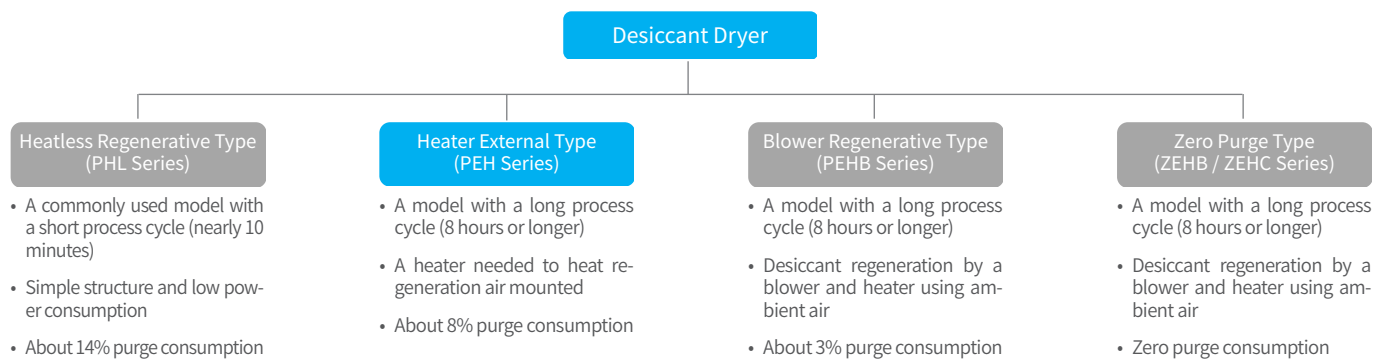 Desiccant Dryer
Heatless Regenerative Type
(PHL Series)
• A commonly used model with
a short process cycle (nearly 10
minutes)
• Simple structure and low pow-
er consumption
• About 14% purge consumption
Heater External Type
(PEH Series)
• A model with a long process
cycle (8 hours or longer)
• A heater needed to heat re-
generation air mounted
• About 8% purge consumption
Blower Regenerative Type
(PEHB Series)
• A model with a long process
cycle (8 hours or longer)
• Desiccant regeneration by a
blower and heater using am-
bient air
• About 3% purge consumption
Zero Purge Type
(ZEHB / ZEHC Series)
• A model with a long process
cycle (8 hours or longer)
• Desiccant regeneration by a
blower and heater using am-
bient air
• Zero purge consumption